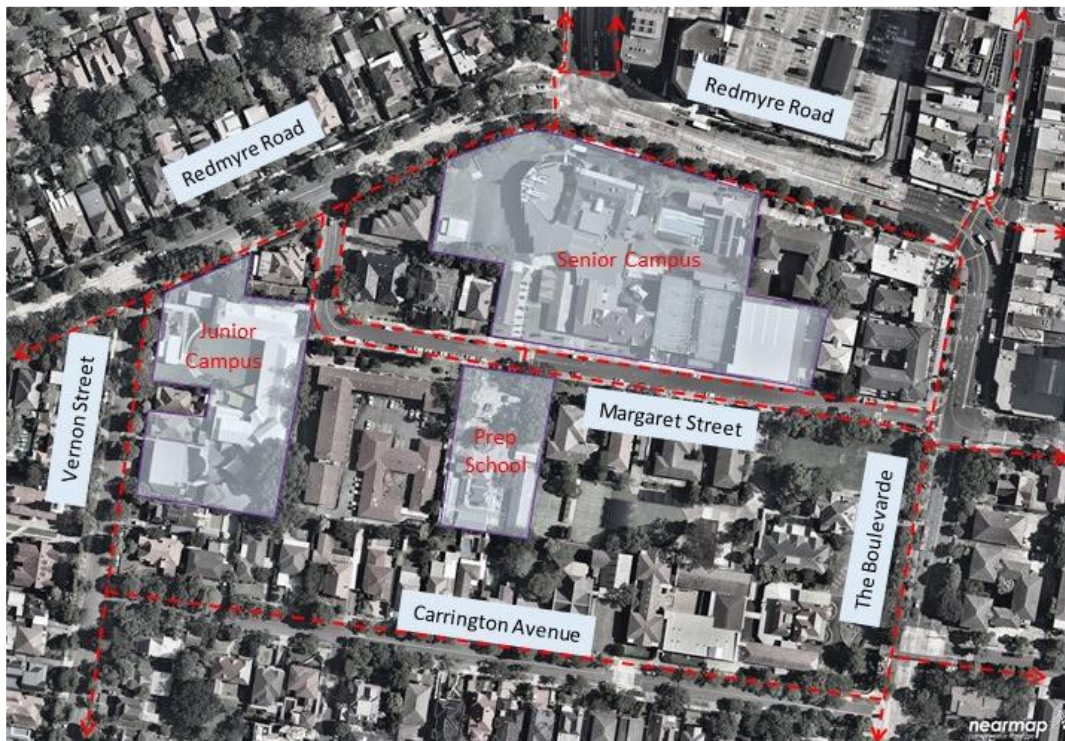 Redmyre Road
Redmyre Road
Senior Campus
Junior
Campus
Vernon Street
Margaret Street
Prep
School
The Boulevarde
Carrington Avenue
nearmap